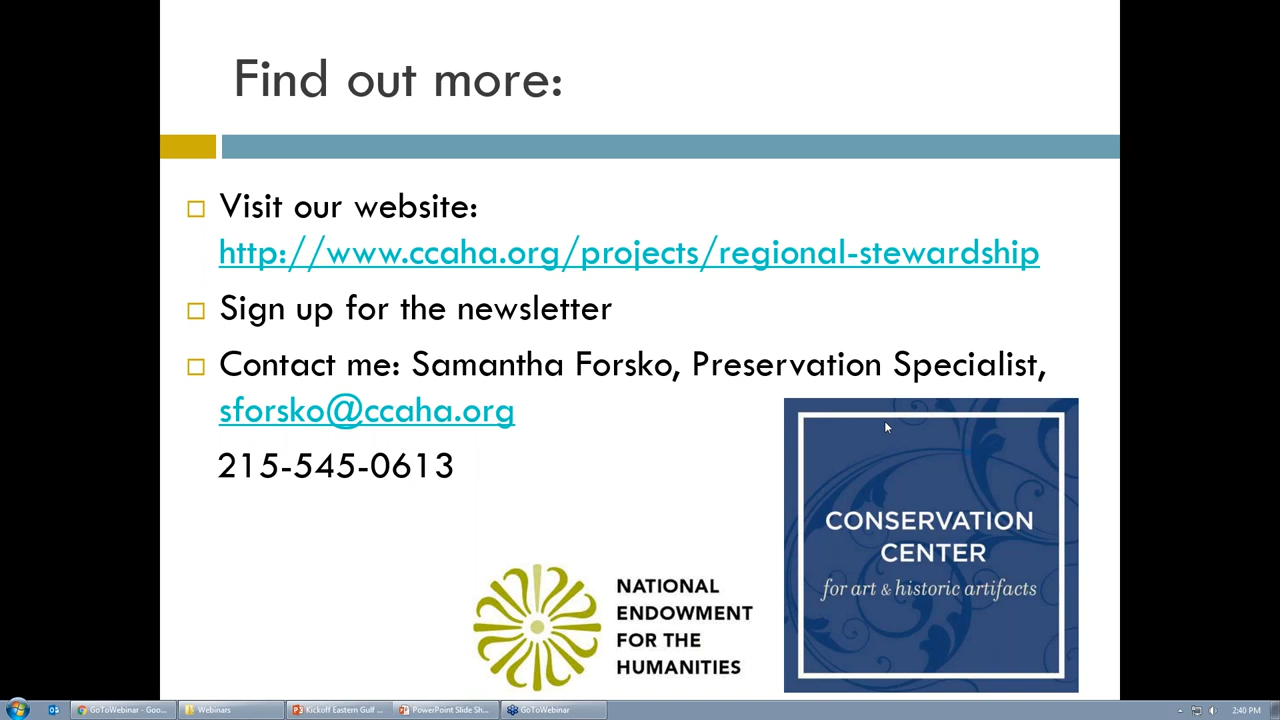 Find out more:
Visit our website:
http://www.ccaha.org/projects/regional-stewardship
Sign up for the newsletter
Contact me: Samantha Forsko, Preservation Specialist,
sforsko@ccaha.org
215-545-0613
NATIONAL
ENDOWMENT
FOR THE
HUMANITIES
CONSERVATION
CENTER
for art & historic artifacts
GoToWebinar - Goo...
Webinars
Kickoff Eastern Gulf ...
PowerPoint Slide Sh...
GoToWebinar
2:40 PM